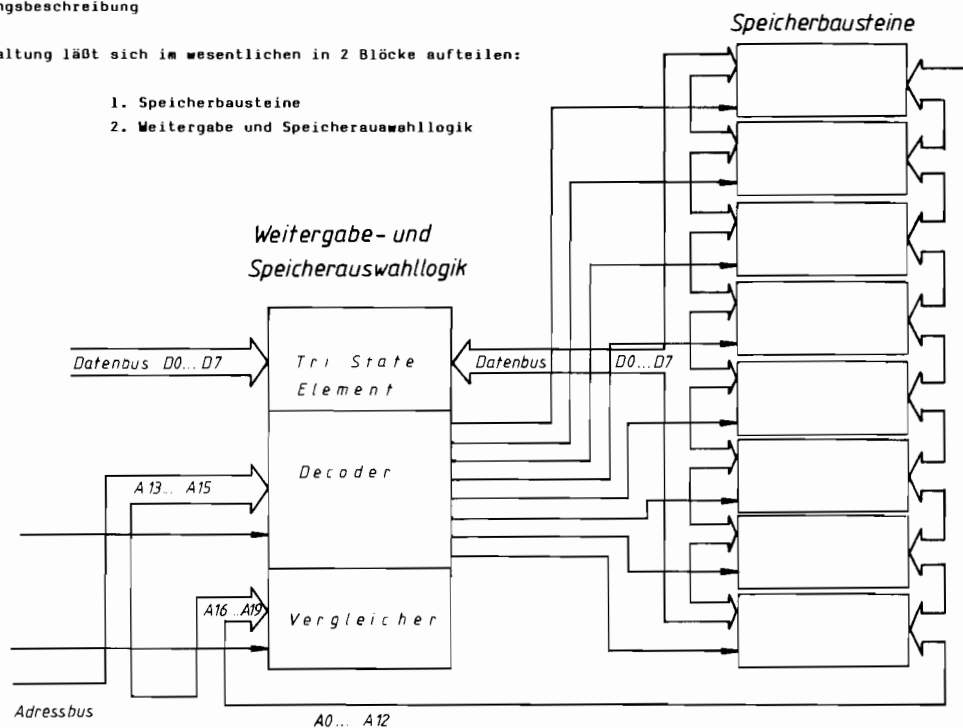 ngsbeschreibung
Speicherbausteine
altung läßt sich im wesentlichen in 2 Blöcke aufteilen:
1. Speicherbausteine
2. Weitergabe und Speicherauawahllogik
Weitergabe- und
Speicherauswahllogik
Datenbus D0... D7
Tri State
Element
Datenbus D0... D7
Decoder
A13... A15
A16...A19
Vergleicher
Adressbus
A0... A12